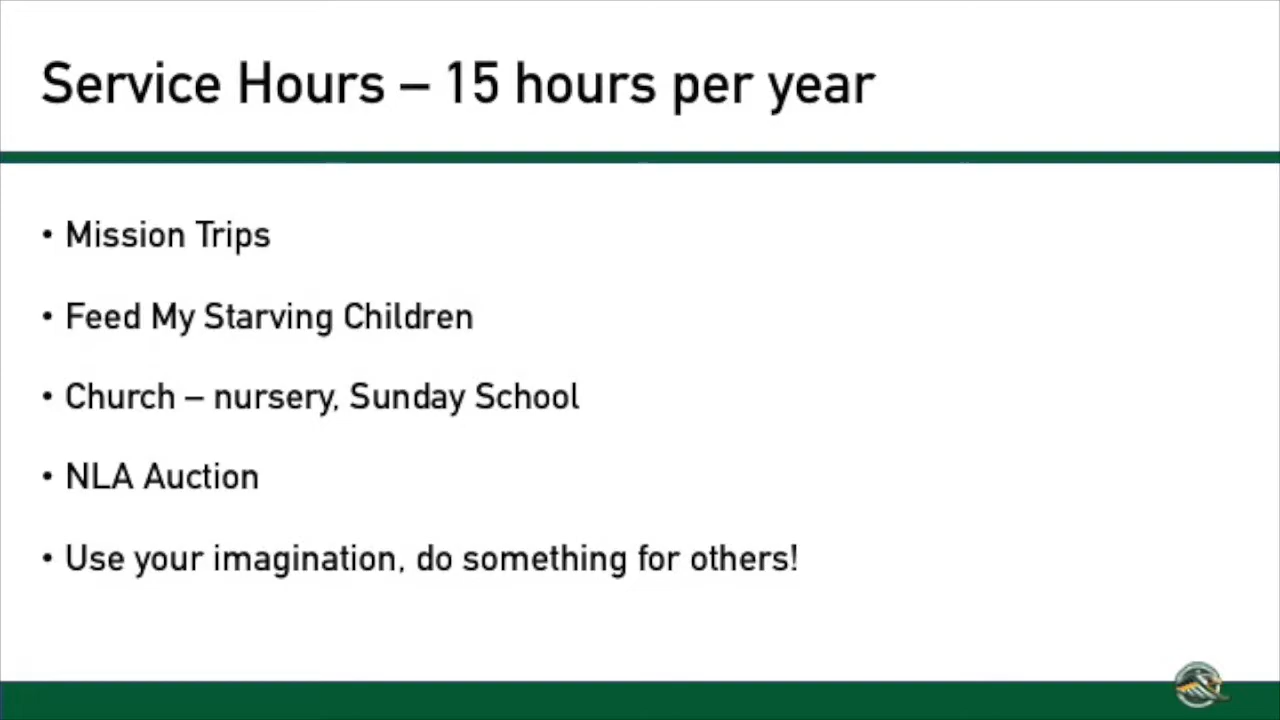 Service Hours – 15 hours per year
• Mission Trips
• Feed My Starving Children
• Church – nursery, Sunday School
• NLA Auction
• Use your imagination, do something for others!